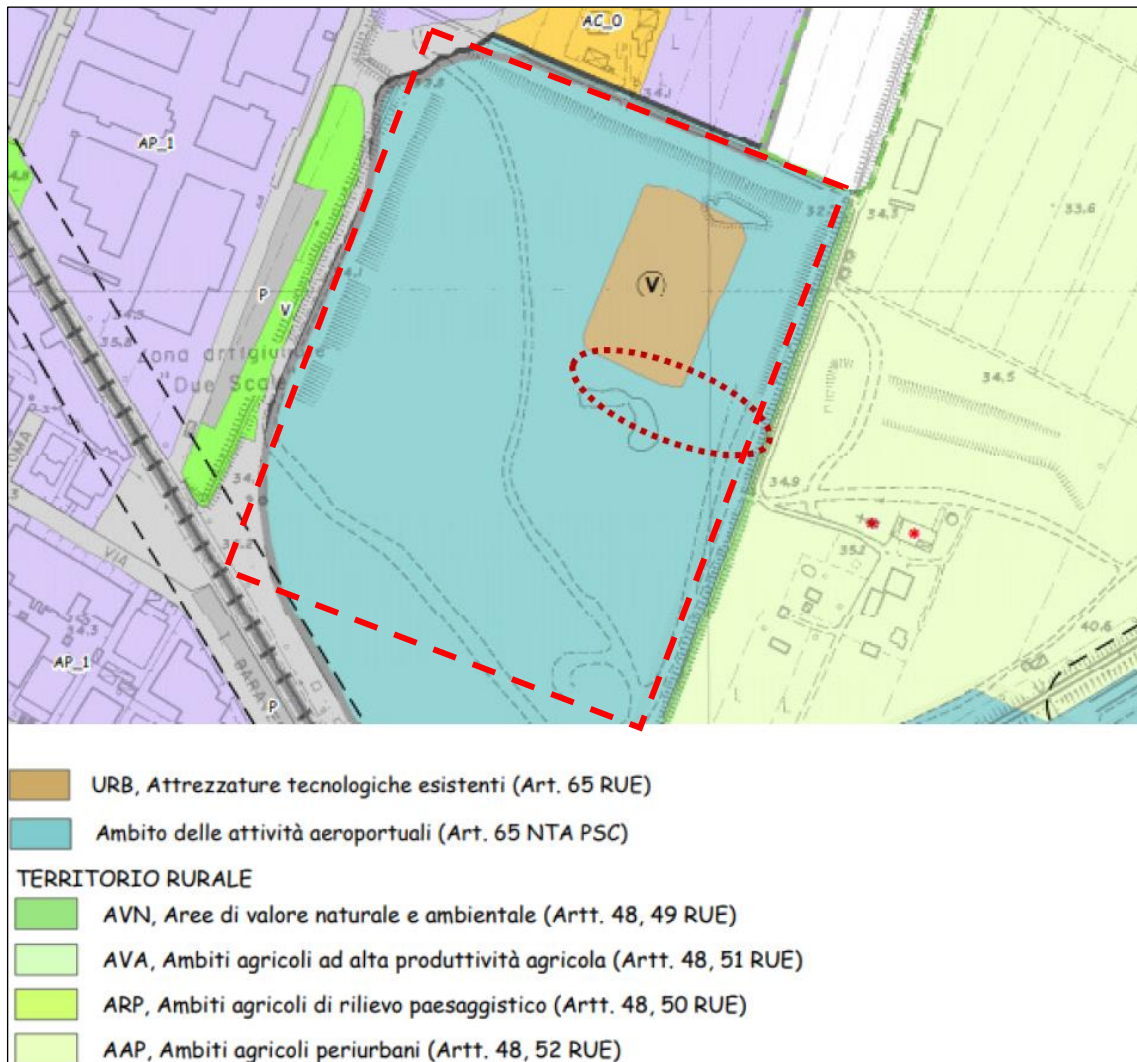 AC_0
33.5
34.1
AP_1
32.
34.3
33.6
V
P
V
35.8
Zona artigianale
"Due Scale"
34.5
34.9
35.2
40.6
VIA
AP_1
P
URB, Attrezzature tecnologiche esistenti (Art. 65 RUE)
Ambito delle attività aeroportuali (Art. 65 NTA PSC)
TERRITORIO RURALE
AVN, Aree di valore naturale e ambientale (Artt. 48, 49 RUE)
AVA, Ambiti agricoli ad alta produttività agricola (Artt. 48, 51 RUE)
ARP, Ambiti agricoli di rilievo paesaggistico (Artt. 48, 50 RUE)
AAP, Ambiti agricoli periurbani (Artt. 48, 52 RUE)